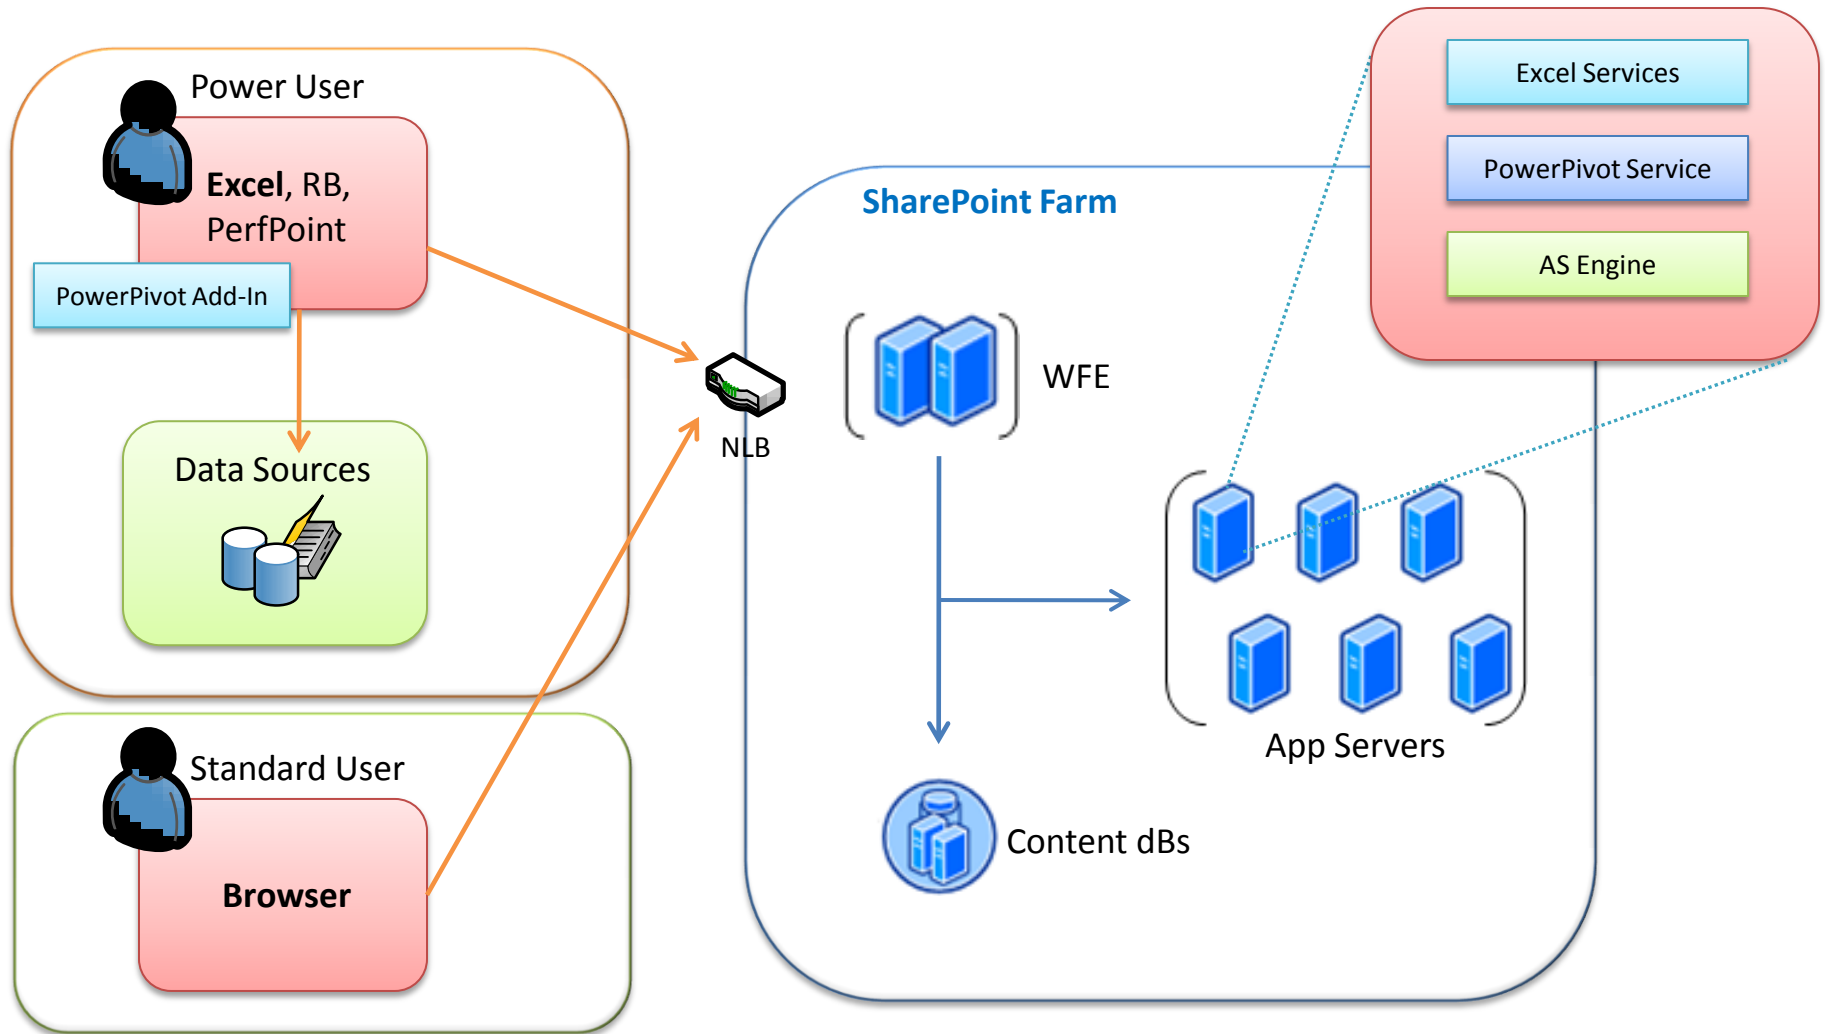 Power User
Excel, RB,
PerfPoint
PowerPivot Add-In
Data Sources
Standard User
Browser
NLB
SharePoint Farm
WFE
App Servers
Content dBs
Excel Services
PowerPivot Service
AS Engine